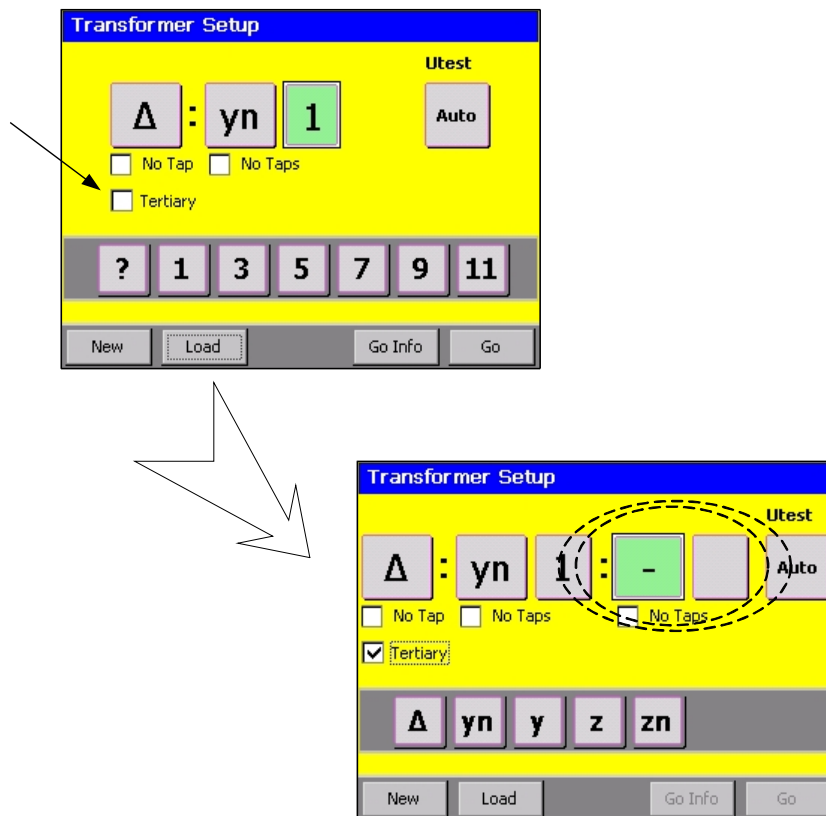 Transformer Setup
Utest
Δ : yn 1 Auto
No Tap No Taps
Tertiary
? 1 3 5 7 9 11
New Load Go Info Go
Transformer Setup
Utest
Δ : yn 1 : - Auto
No Tap No Taps No Taps
Tertiary
Δ yn y z zn
New Load Go Info Go